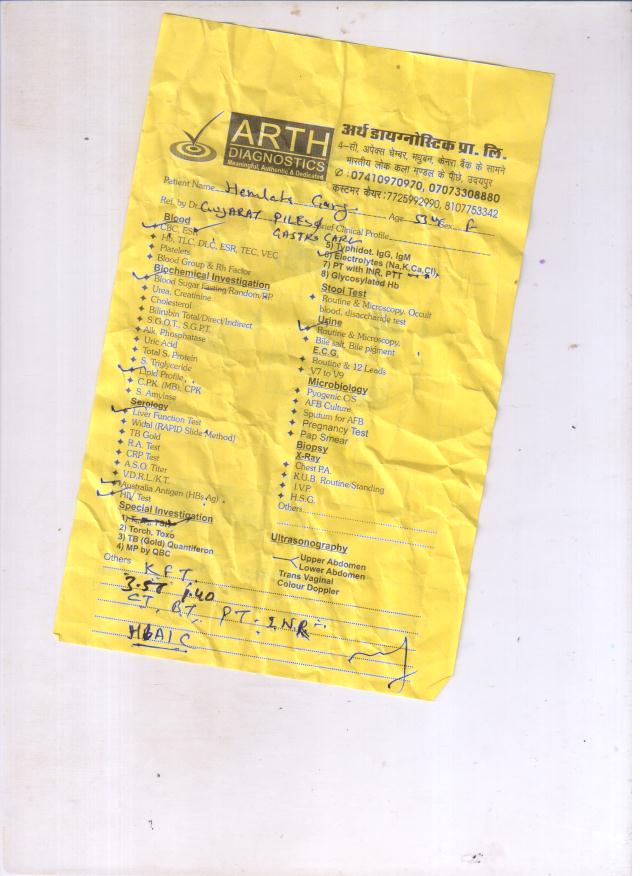 ARTH
DIAGNOSTICS
Meaningful, Authentic & Dedicated
अर्थ डायग्नोस्टिक प्रा. लि.
4-सी, अपेक्स चेम्बर, मधुबन, केनरा बैंक के सामने
भारतीय लोक कला मण्डल के पीछे, उदयपुर
✆ : 07410970970, 07073308880
कस्टमर केयर : 7725992990, 8107753342
Patient Name Hemlata Garg Age 53 Sex F
Ref. by Dr. GUJARAT PILES & Brief Clinical Profile
GASTRO CARE
Blood
CBC, ESR
Hb, TLC, DLC, ESR, TEC, VEC
Platelets
Blood Group & Rh Factor
Biochemical Investigation
Blood Sugar Fasting Random/PP
Urea, Creatinine
Cholesterol
Bilirubin Total/Direct/Indirect
S.G.O.T., S.G.P.T.
Alk. Phosphatase
Uric Acid
Total S. Protein
S. Triglyceride
Lipid Profile
C.P.K. (MB), CPK
S. Amylase
Serology
Liver Function Test
Widal (RAPID Slide Method)
TB Gold
R.A. Test
CRP Test
A.S.O. Titer
V.D.R.L./K.T.
Australia Antigen (HBs Ag)
HIV Test
Special Investigation
2) Torch, Toxo
3) TB (Gold) Quantiferon
4) MP by QBC
5) Typhidot. IgG, IgM
6) Electrolytes (Na,K,Ca,Cl),
7) PT with INR, PTT
8) Glycosylated Hb
Stool Test
Routine & Microscopy, Occult
blood, disaccharide test
Urine
Routine & Microscopy,
Bile salt, Bile pigment
E.C.G.
Routine & 12 Leads
V7 to V9
Microbiology
Pyogenic C/S
AFB Culture
Sputum for AFB
Pregnancy Test
Pap Smear
Biopsy
X-Ray
Chest P.A.
K.U.B. Routine/Standing
I.V.P.
H.S.G.
Others
Ultrasonography
Upper Abdomen
Lower Abdomen
Trans Vaginal
Colour Doppler
Others KFT,
3.57 1.40
CT, BT, PT-INR
HbA1C